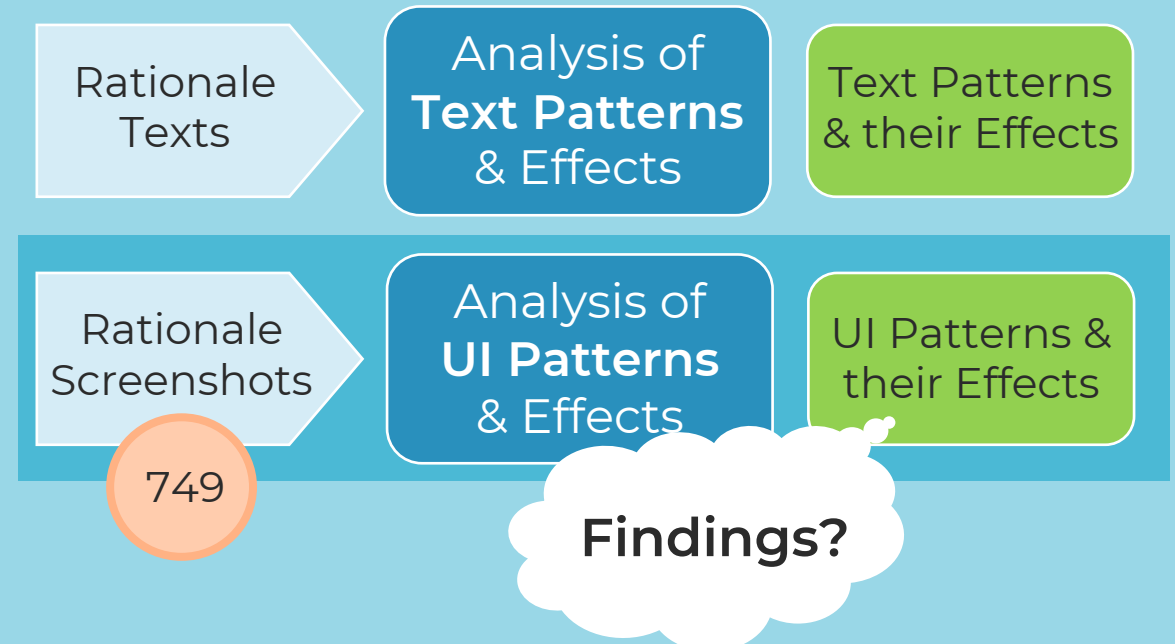 Rationale
Texts
Analysis of
Text Patterns
& Effects
Text Patterns
& their Effects
Rationale
Screenshots
749
Analysis of
UI Patterns
& Effects
UI Patterns &
their Effects
Findings?